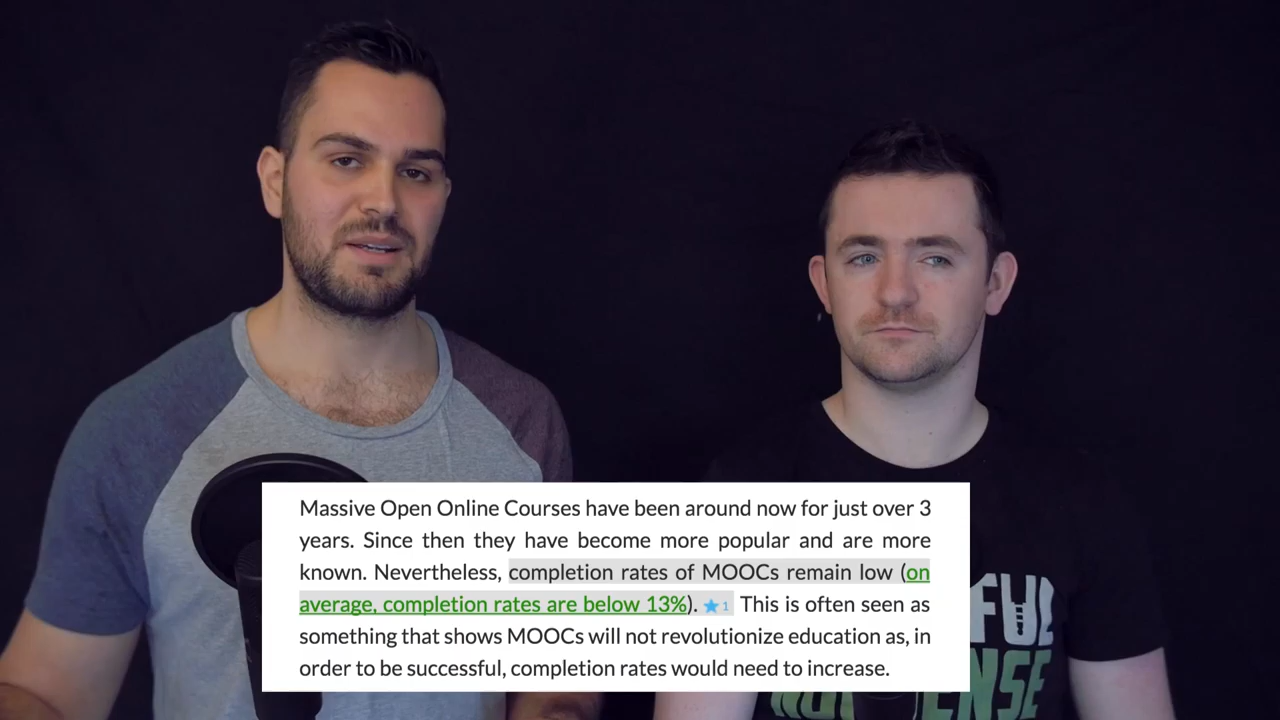 Massive Open Online Courses have been around now for just over 3
years. Since then they have become more popular and are more
known. Nevertheless, completion rates of MOOCs remain low (on
average, completion rates are below 13%). 1 This is often seen as
something that shows MOOCs will not revolutionize education as, in
order to be successful, completion rates would need to increase.